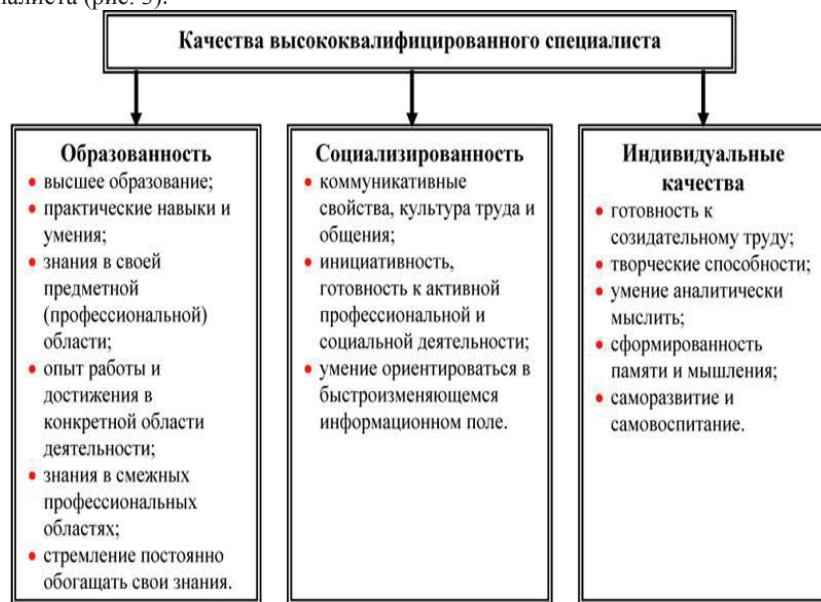 (рис. 3).
Качества высококвалифицированного специалиста
Образованность
• высшее образование;
• практические навыки и
умения;
• знания в своей
предметной
(профессиональной)
области;
• опыт работы и
достижения в
конкретной области
деятельности;
• знания в смежных
профессиональных
областях;
• стремление постоянно
обогащать свои знания.
Социализированность
• коммуникативные
свойства, культура труда и
общения;
• инициативность,
готовность к активной
профессиональной и
социальной деятельности;
• умение ориентироваться в
быстроизменяющемся
информационном поле.
Индивидуальные
качества
• готовность к
созидательному труду;
• творческие способности;
• умение аналитически
мыслить;
• сформированность
памяти и мышления;
• саморазвитие и
самовоспитание.